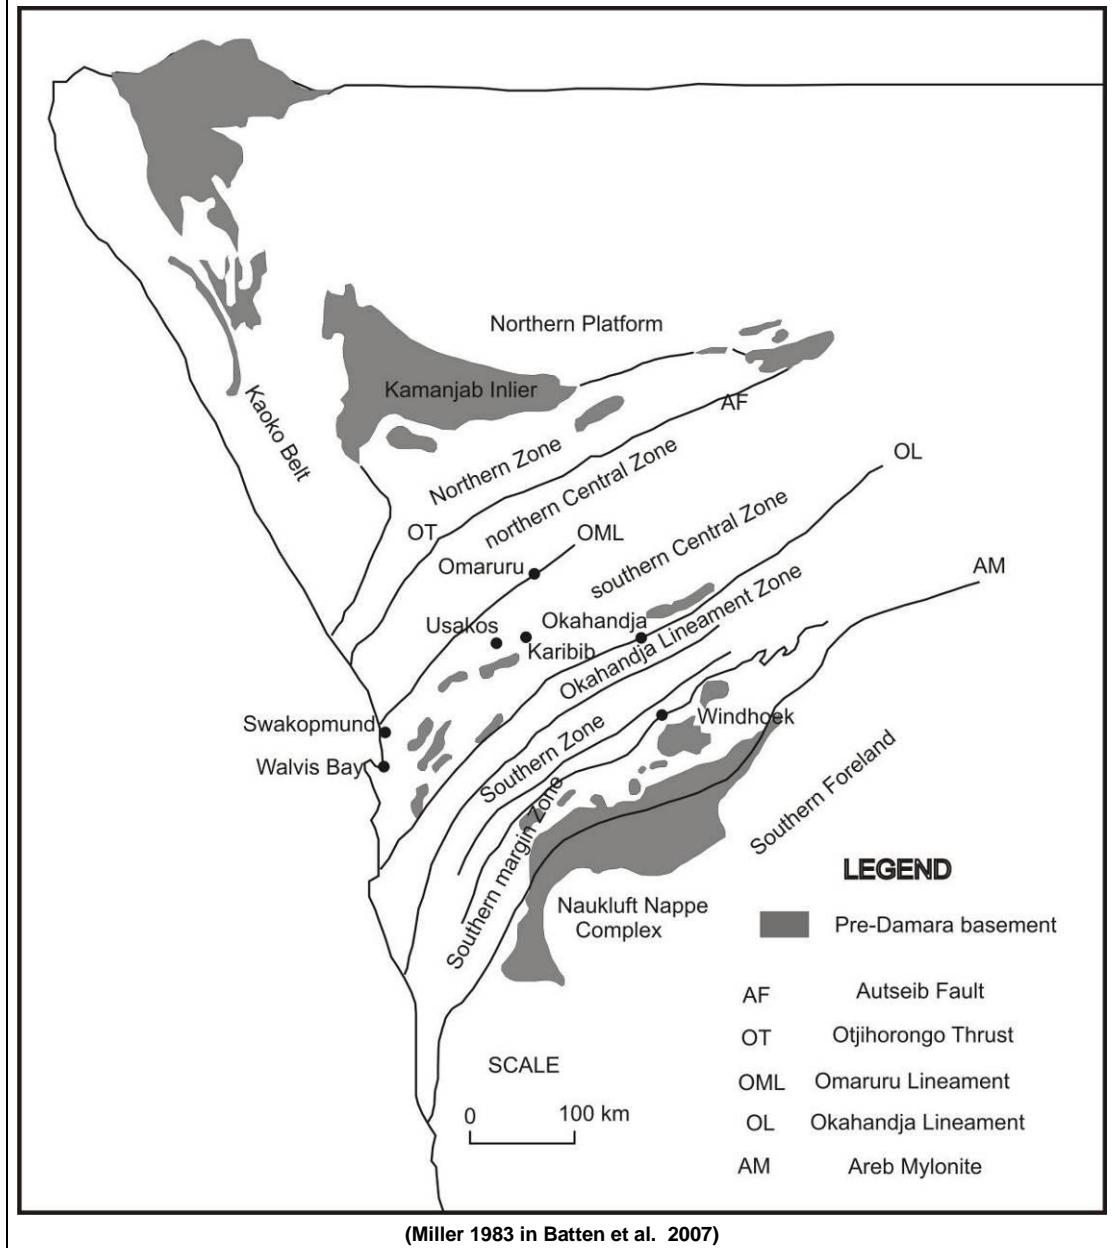 Northern Platform
Kamanjab Inlier
Kaoko Belt
AF
Northern Zone
northern Central Zone
OL
OT
OML
southern Central Zone
Omaruru
AM
Okahandja
Usakos
Karibib
Okahandja Lineament Zone
Swakopmund
Windhoek
Walvis Bay
Southern Zone
Southern margin Zone
Southern Foreland
LEGEND
Naukluft Nappe
Complex
Pre-Damara basement
AF Autseib Fault
OT Otjihorongo Thrust
SCALE
OML Omaruru Lineament
0 100 km
OL Okahandja Lineament
AM Areb Mylonite
(Miller 1983 in Batten et al. 2007)